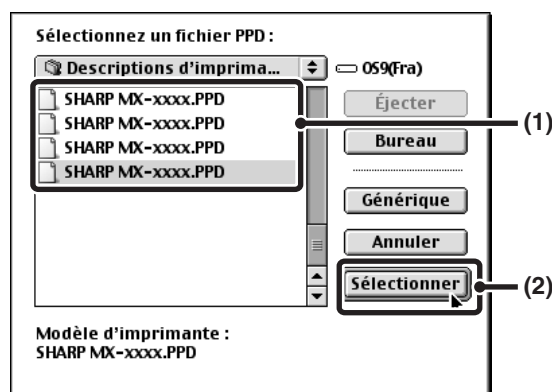 Sélectionnez un fichier PPD :
Descriptions d'imprima... OS9(Fra)
SHARP MX-xxxx.PPD
SHARP MX-xxxx.PPD
SHARP MX-xxxx.PPD
SHARP MX-xxxx.PPD
(1)
Éjecter
Bureau
Générique
Annuler
Sélectionner
(2)
Modèle d'imprimante :
SHARP MX-xxxx.PPD